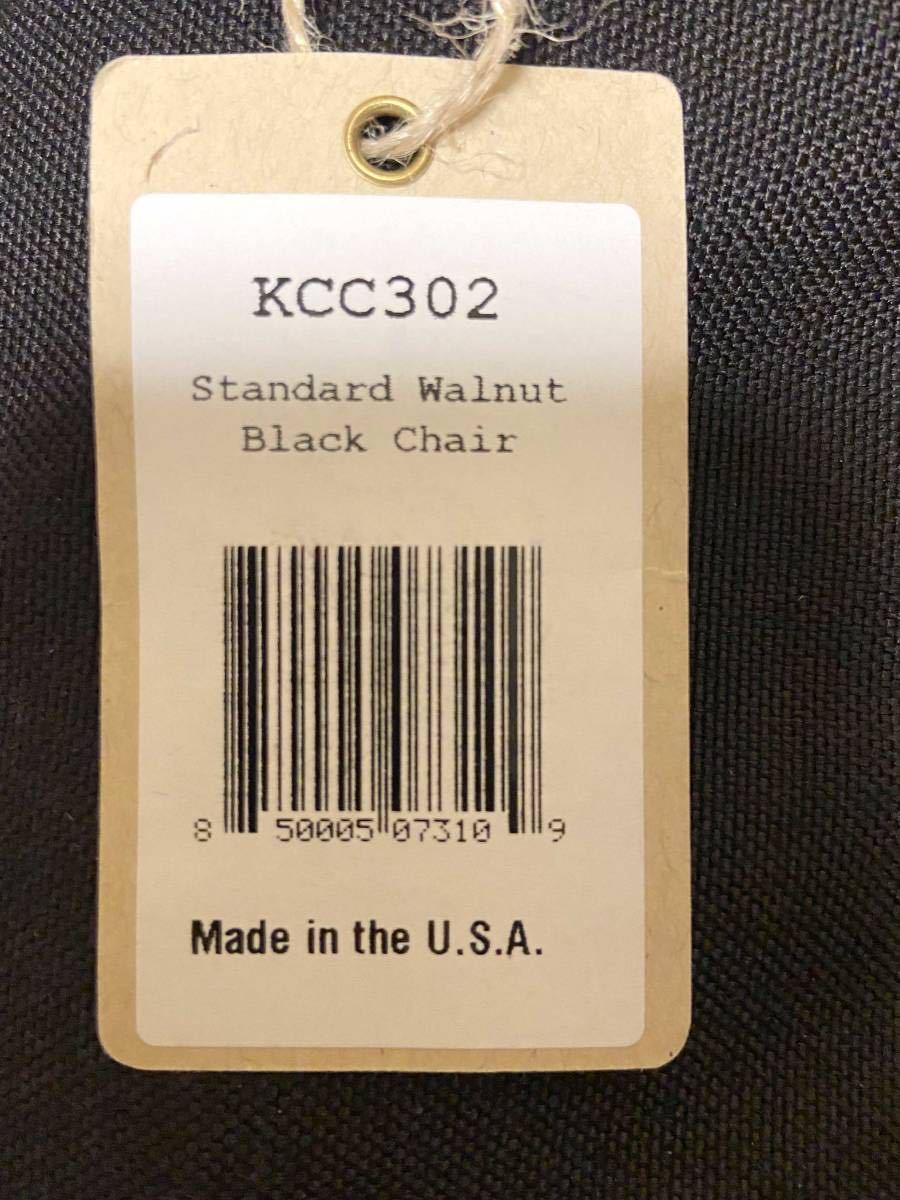 KCC302
Standard Walnut
Black Chair
8 50005 07310 9
Made in the U.S.A.